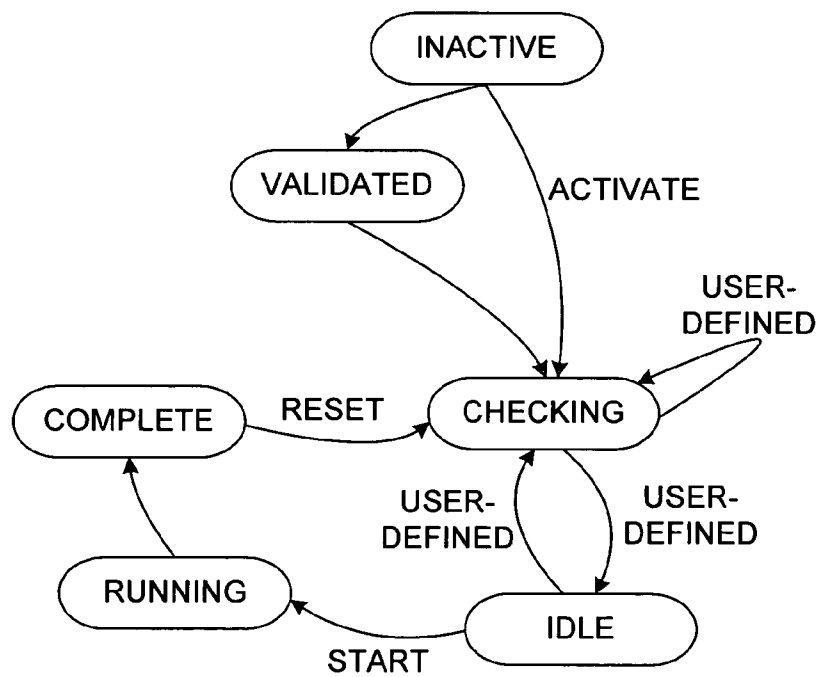 INACTIVE
VALIDATED
ACTIVATE
USER-
DEFINED
COMPLETE
RESET
CHECKING
USER-
DEFINED
USER-
DEFINED
RUNNING
START
IDLE